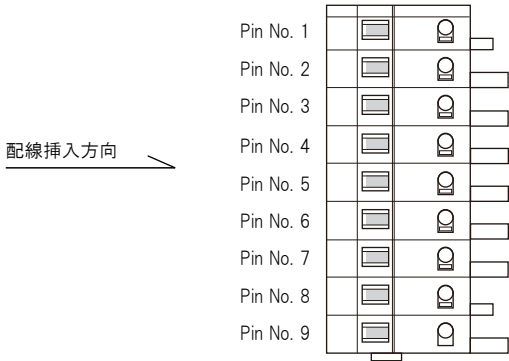 Pin No. 1
Pin No. 2
Pin No. 3
配線挿入方向
Pin No. 4
Pin No. 5
Pin No. 6
Pin No. 7
Pin No. 8
Pin No. 9